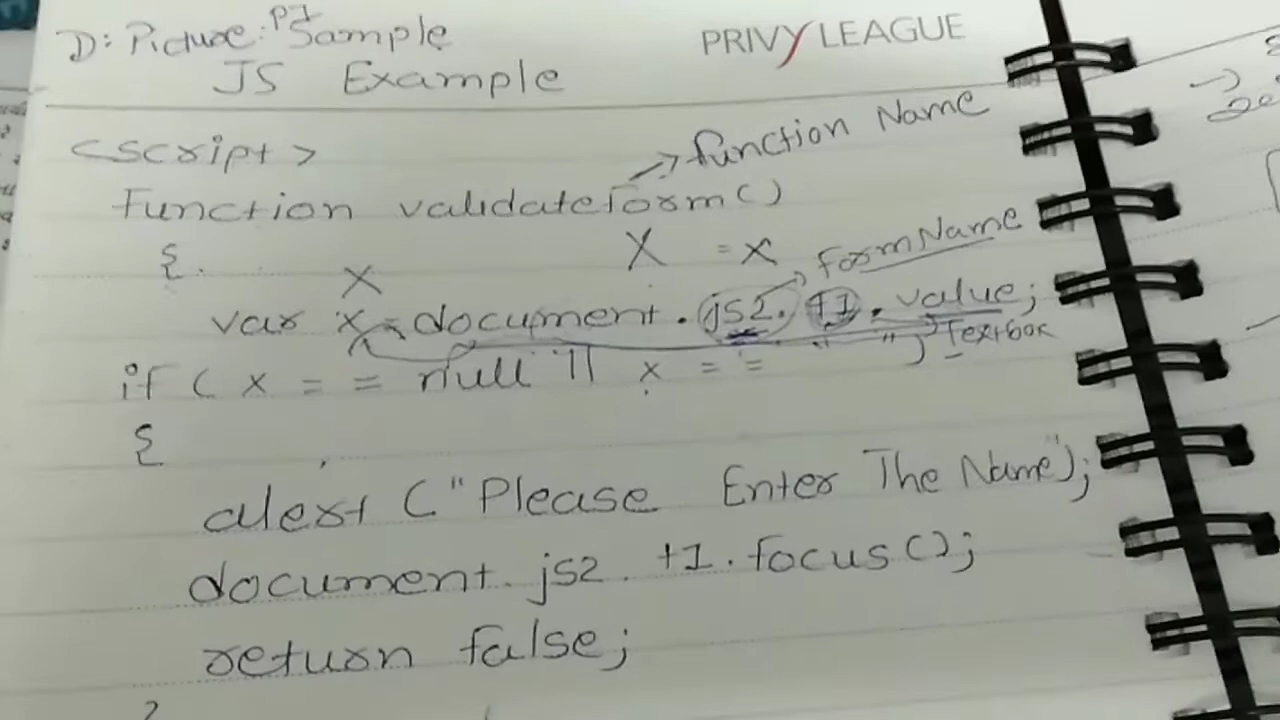 D: Picture: P1 Sample
PRIVY LEAGUE
JS Example
<script>
→ function Name
Function validateForm()
{
X
X = x
→ FormName
var x = document.js2.t1.value;
Textbox
if ( x == null || x == " ")
{
alert ("Please Enter The Name");
document.js2.t1.focus();
return false;